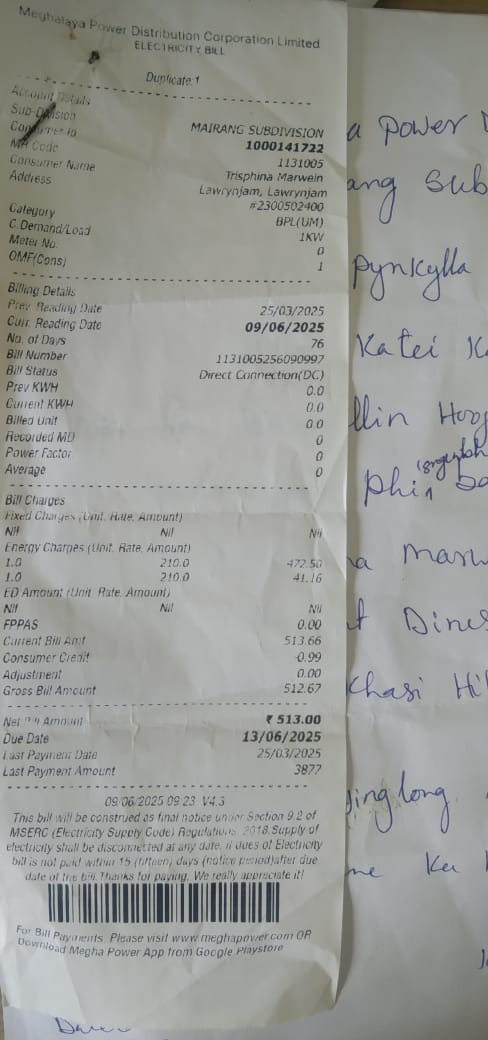 Meghalaya Power Distribution Corporation Limited
ELECTRICITY BILL
Duplicate:1
Account Details
Sub-Division MAIRANG SUBDIVISION
Consumer ID 1000141722
MR Code 1131005
Consumer Name Trisphina Marwein
Address Lawrynjam, Lawrynjam
#2300502400
Category BPL(UM)
C.Demand/Load 1KW
Meter No. 0
OMF(Cons) 1
Billing Details
Prev. Reading Date 25/03/2025
Curr. Reading Date 09/06/2025
No. of Days 76
Bill Number 1131005256090997
Bill Status Direct Connection(DC)
Prev KWH 0.0
Current KWH 0.0
Billed Unit 0.0
Recorded MD 0
Power Factor 0
Average 0
Bill Charges
Fixed Charges (Unit, Rate, Amount)
Nil Nil Nil
Energy Charges (Unit, Rate, Amount)
1.0 210.0 472.50
1.0 210.0 41.16
ED Amount (Unit, Rate, Amount)
Nil Nil Nil
FPPAS 0.00
Current Bill Amt 513.66
Consumer Credit -0.99
Adjustment 0.00
Gross Bill Amount 512.67
Net Bill Amount ₹ 513.00
Due Date 13/06/2025
Last Payment Date 25/03/2025
Last Payment Amount 3877
09/06/2025 09:23 V4.3
This bill will be construed as final notice under Section 9.2 of
MSERC (Electricity Supply Code) Regulations, 2018.Supply of
electricity shall be disconnected at any date, if dues of Electricity
bill is not paid within 15 (fifteen) days (notice period)after due
date of the bill.Thanks for paying, We really appreciate it!
For Bill Payments, Please visit www.meghapower.com OR
Download Megha Power App from Google Playstore
a power
ang Sub
Pynkylla
Katei
llin
phi
a Marw
t Dines
Khasi Hil
jinglong
me Ka